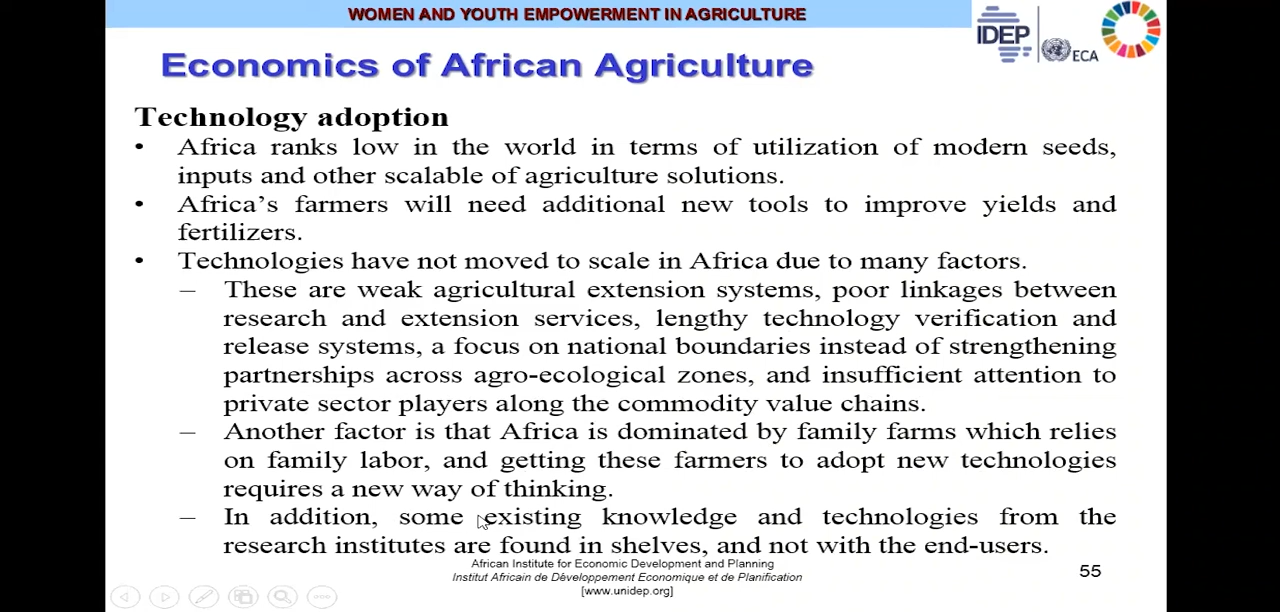 WOMEN AND YOUTH EMPOWERMENT IN AGRICULTURE
IDEP
ECA
Economics of African Agriculture
Technology adoption
• Africa ranks low in the world in terms of utilization of modern seeds,
inputs and other scalable of agriculture solutions.
• Africa's farmers will need additional new tools to improve yields and
fertilizers.
• Technologies have not moved to scale in Africa due to many factors.
– These are weak agricultural extension systems, poor linkages between
research and extension services, lengthy technology verification and
release systems, a focus on national boundaries instead of strengthening
partnerships across agro-ecological zones, and insufficient attention to
private sector players along the commodity value chains.
– Another factor is that Africa is dominated by family farms which relies
on family labor, and getting these farmers to adopt new technologies
requires a new way of thinking.
– In addition, some existing knowledge and technologies from the
research institutes are found in shelves, and not with the end-users.
African Institute for Economic Development and Planning
Institut Africain de Développement Economique et de Planification
[www.unidep.org]
55